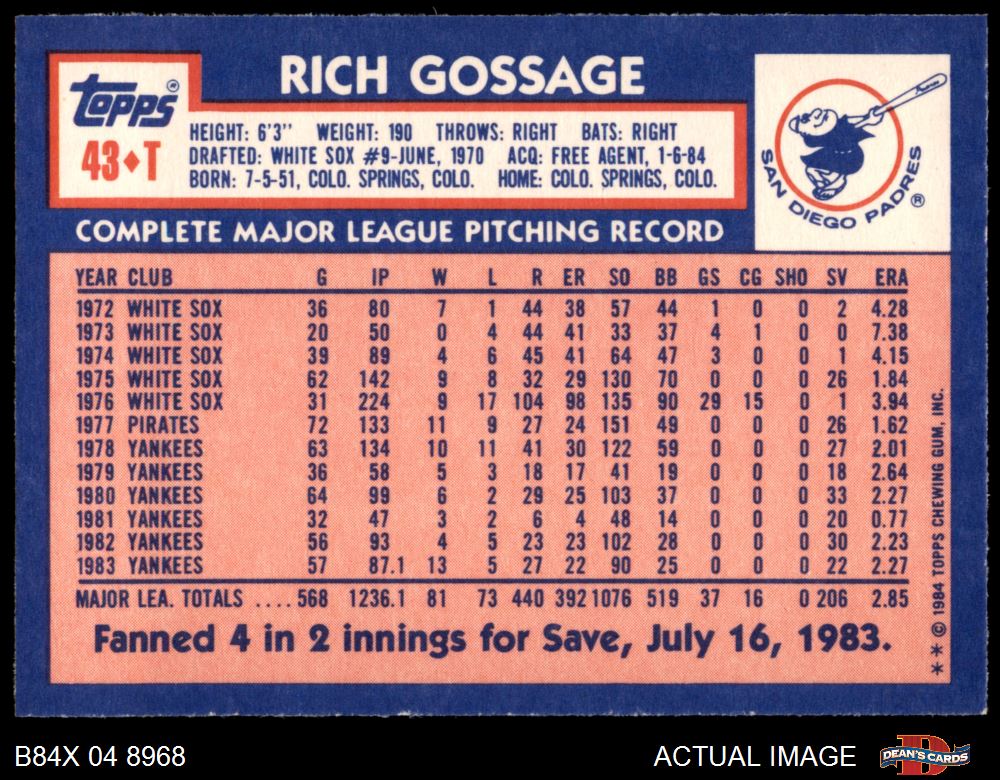 RICH GOSSAGE
TOPPS®
43♦T
HEIGHT: 6'3" WEIGHT: 190 THROWS: RIGHT BATS: RIGHT
DRAFTED: WHITE SOX #9-JUNE, 1970 ACQ: FREE AGENT, 1-6-84
BORN: 7-5-51, COLO. SPRINGS, COLO. HOME: COLO. SPRINGS, COLO.
SAN DIEGO PADRES ®
COMPLETE MAJOR LEAGUE PITCHING RECORD
YEAR CLUB G IP W L R ER SO BB GS CG SHO SV ERA
1972 WHITE SOX 36 80 7 1 44 38 57 44 1 0 0 2 4.28
1973 WHITE SOX 20 50 0 4 44 41 33 37 4 1 0 0 7.38
1974 WHITE SOX 39 89 4 6 45 41 64 47 3 0 0 1 4.15
1975 WHITE SOX 62 142 9 8 32 29 130 70 0 0 0 26 1.84
1976 WHITE SOX 31 224 9 17 104 98 135 90 29 15 0 1 3.94
1977 PIRATES 72 133 11 9 27 24 151 49 0 0 0 26 1.62
1978 YANKEES 63 134 10 11 41 30 122 59 0 0 0 27 2.01
1979 YANKEES 36 58 5 3 18 17 41 19 0 0 0 18 2.64
1980 YANKEES 64 99 6 2 29 25 103 37 0 0 0 33 2.27
1981 YANKEES 32 47 3 2 6 4 48 14 0 0 0 20 0.77
1982 YANKEES 56 93 4 5 23 23 102 28 0 0 0 30 2.23
1983 YANKEES 57 87.1 13 5 27 22 90 25 0 0 0 22 2.27
MAJOR LEA. TOTALS .... 568 1236.1 81 73 440 392 1076 519 37 16 0 206 2.85
Fanned 4 in 2 innings for Save, July 16, 1983.
** © 1984 TOPPS CHEWING GUM, INC.
B84X 04 8968
ACTUAL IMAGE
DEAN'S CARDS